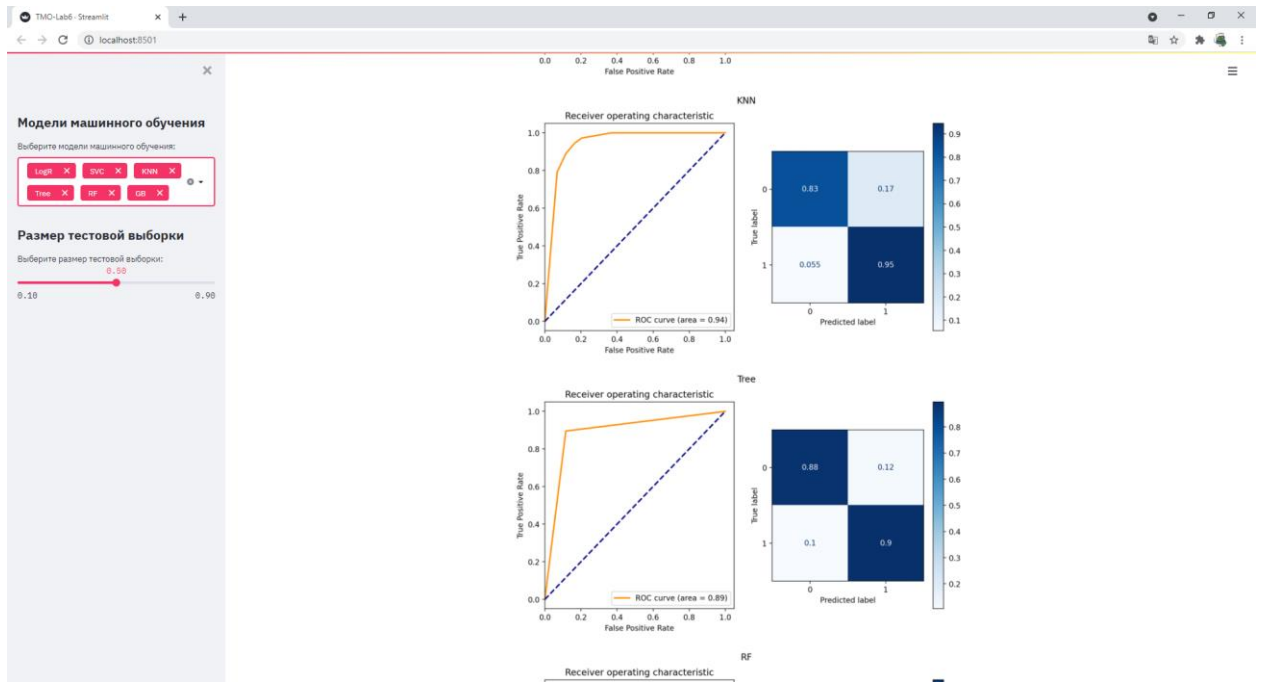 TMO-Lab6 · Streamlit
localhost:8501
Модели машинного обучения
Выберите модели машинного обучения:
LogR SVC KNN
Tree RF GB
Размер тестовой выборки
Выберите размер тестовой выборки:
0.50
0.10 0.90
0.0 0.2 0.4 0.6 0.8 1.0
False Positive Rate
KNN
Receiver operating characteristic
1.0
0.8
0.6
0.4
0.2
0.0
True Positive Rate
ROC curve (area = 0.94)
0.0 0.2 0.4 0.6 0.8 1.0
False Positive Rate
True label
0 0.83 0.17
1 0.055 0.95
0 1
Predicted label
0.9
0.8
0.7
0.6
0.5
0.4
0.3
0.2
0.1
Tree
Receiver operating characteristic
1.0
0.8
0.6
0.4
0.2
0.0
True Positive Rate
ROC curve (area = 0.89)
0.0 0.2 0.4 0.6 0.8 1.0
False Positive Rate
True label
0 0.88 0.12
1 0.1 0.9
0 1
Predicted label
0.8
0.7
0.6
0.5
0.4
0.3
0.2
RF
Receiver operating characteristic